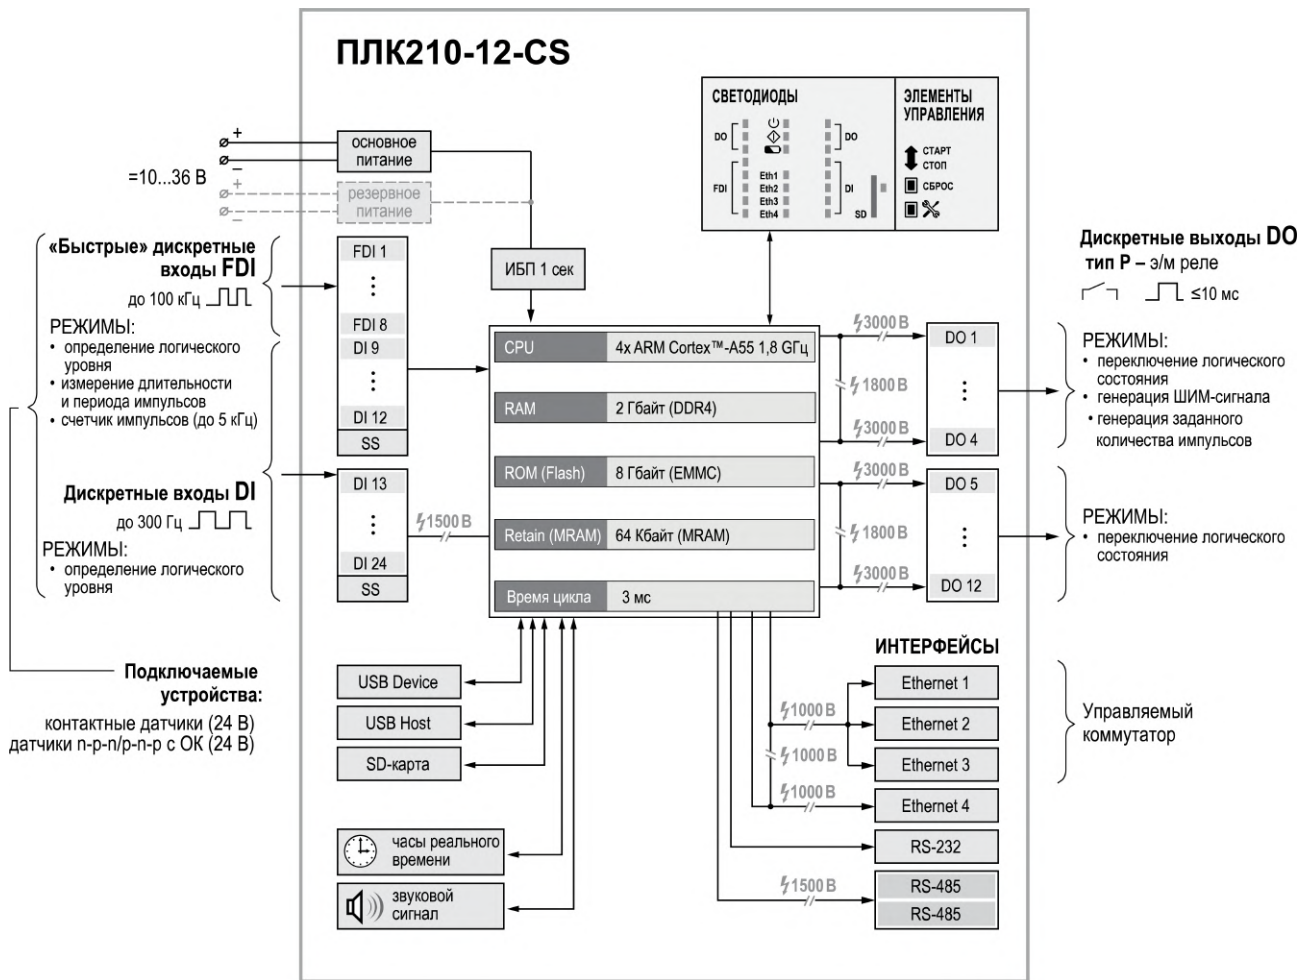 ПЛК210-12-CS
СВЕТОДИОДЫ
DO
DO
FDI
Eth1
Eth2
Eth3
Eth4
DI
SD
ЭЛЕМЕНТЫ
УПРАВЛЕНИЯ
СТАРТ
СТОП
СБРОС
=10...36 В
+
–
+
–
основное
питание
резервное
питание
ИБП 1 сек
«Быстрые» дискретные
входы FDI
до 100 кГц
РЕЖИМЫ:
• определение логического
уровня
• измерение длительности
и периода импульсов
• счетчик импульсов (до 5 кГц)
Дискретные входы DI
до 300 Гц
РЕЖИМЫ:
• определение логического
уровня
Подключаемые
устройства:
контактные датчики (24 В)
датчики n-p-n/p-n-p с ОК (24 В)
FDI 1
FDI 8
DI 9
DI 12
SS
DI 13
DI 24
SS
1500 В
CPU
4x ARM Cortex™-A55 1,8 ГГц
RAM
2 Гбайт (DDR4)
ROM (Flash)
8 Гбайт (EMMC)
Retain (MRAM)
64 Кбайт (MRAM)
Время цикла
3 мс
3000 В
1800 В
3000 В
3000 В
1800 В
3000 В
DO 1
DO 4
DO 5
DO 12
Дискретные выходы DO
тип Р – э/м реле
≤10 мс
РЕЖИМЫ:
• переключение логического
состояния
• генерация ШИМ-сигнала
• генерация заданного
количества импульсов
РЕЖИМЫ:
• переключение логического
состояния
USB Device
USB Host
SD-карта
часы реального
времени
звуковой
сигнал
ИНТЕРФЕЙСЫ
1000 В
1000 В
1000 В
1500 В
Ethernet 1
Ethernet 2
Ethernet 3
Ethernet 4
RS-232
RS-485
RS-485
Управляемый
коммутатор